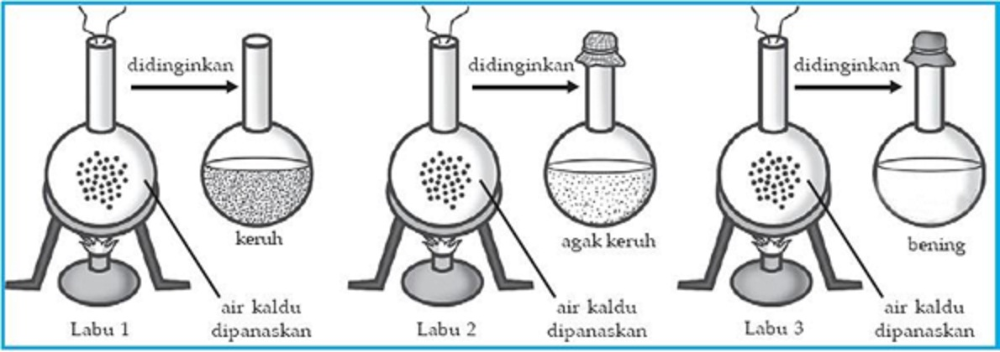 didinginkan
keruh
air kaldu
dipanaskan
Labu 1
didinginkan
agak keruh
air kaldu
dipanaskan
Labu 2
didinginkan
bening
air kaldu
dipanaskan
Labu 3